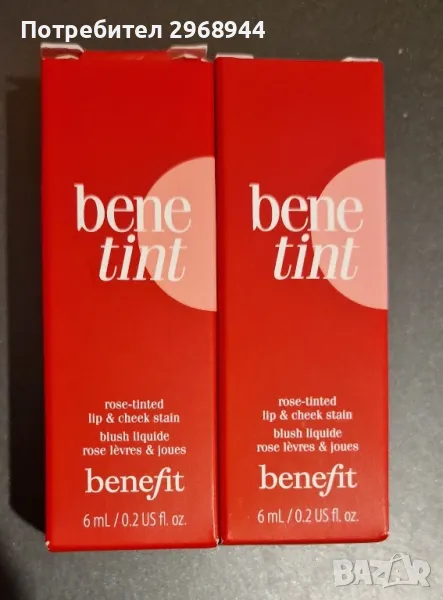 Потребител 2968944
bene
tint
rose-tinted
lip & cheek stain
blush liquide
rose lèvres & joues
benefit
6 mL / 0.2 US fl. oz.
bene
tint
rose-tinted
lip & cheek stain
blush liquide
rose lèvres & joues
benefit
6 mL / 0.2 US fl. oz.
BAZAR